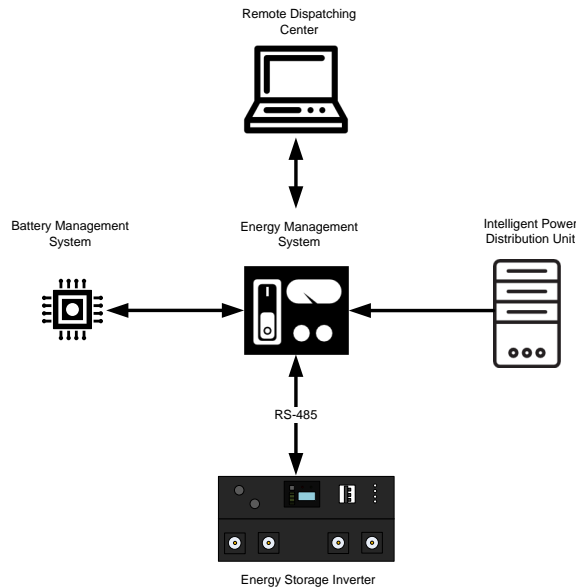 Remote Dispatching
Center
Battery Management
System
Energy Management
System
Intelligent Power
Distribution Unit
RS-485
Energy Storage Inverter